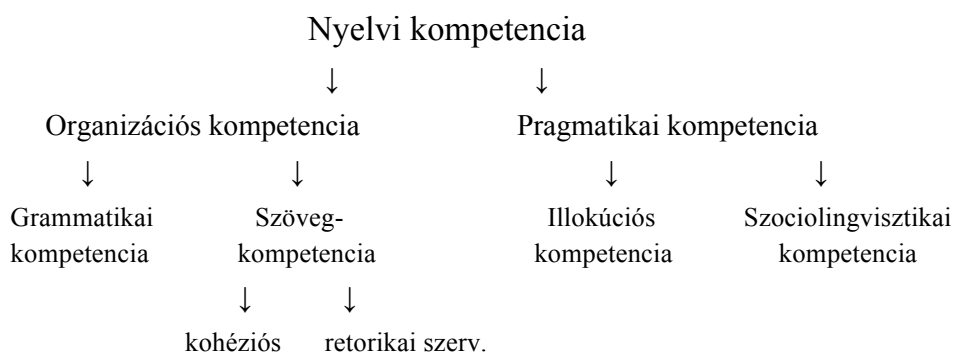 Nyelvi kompetencia
↓ ↓
Organizációs kompetencia Pragmatikai kompetencia
↓ ↓ ↓ ↓
Grammatikai Szöveg- Illokúciós Szociolingvisztikai
kompetencia kompetencia kompetencia kompetencia
↓ ↓
kohéziós retorikai szerv.